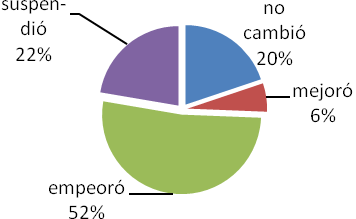 suspen-
dió
22%
no
cambió
20%
mejoró
6%
empeoró
52%